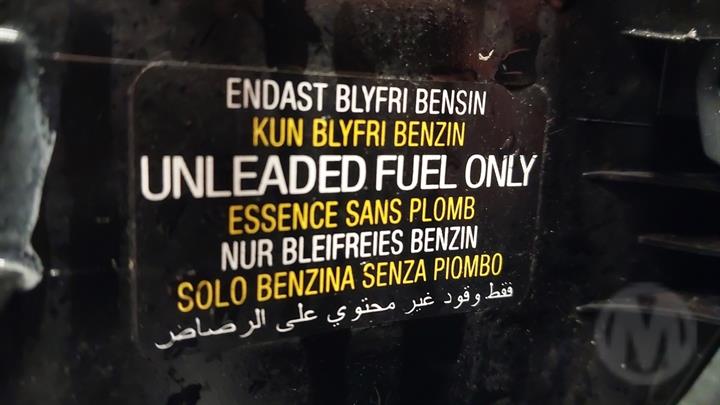 ENDAST BLYFRI BENSIN
KUN BLYFRI BENZIN
UNLEADED FUEL ONLY
ESSENCE SANS PLOMB
NUR BLEIFREIES BENZIN
SOLO BENZINA SENZA PIOMBO
فقط وقود غير محتوي على الرصاص
M